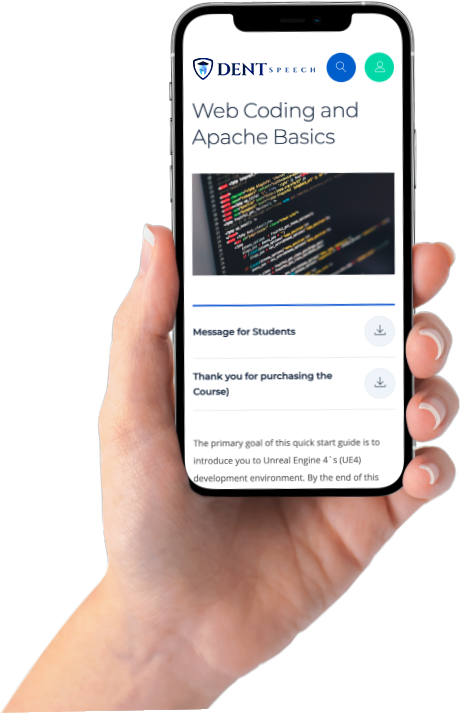 DENTSPEECH
Web Coding and
Apache Basics
Message for Students
Thank you for purchasing the
Course)
The primary goal of this quick start guide is to
introduce you to Unreal Engine 4`s (UE4)
development environment. By the end of this